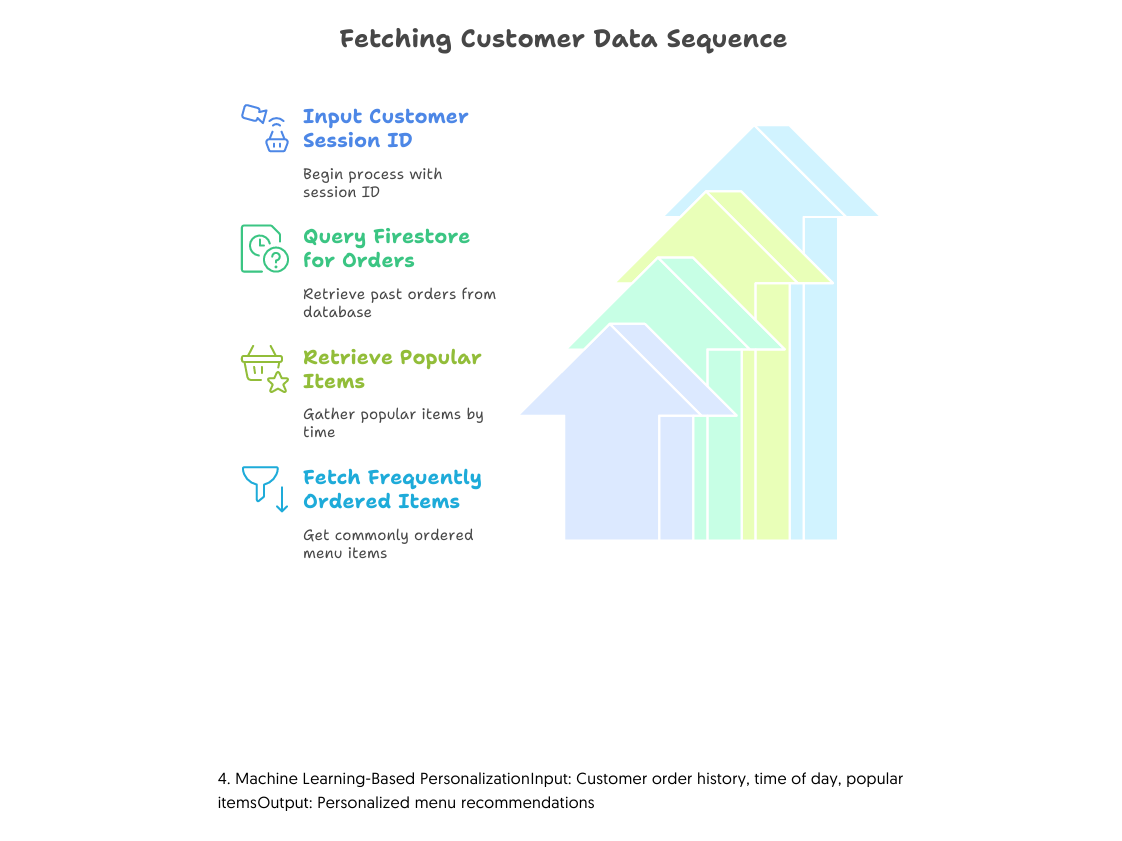 Fetching Customer Data Sequence
Input Customer
Session ID
Begin process with
session ID
Query Firestore
for Orders
Retrieve past orders from
database
Retrieve Popular
Items
Gather popular items by
time
Fetch Frequently
Ordered Items
Get commonly ordered
menu items
4. Machine Learning-Based PersonalizationInput: Customer order history, time of day, popular
itemsOutput: Personalized menu recommendations